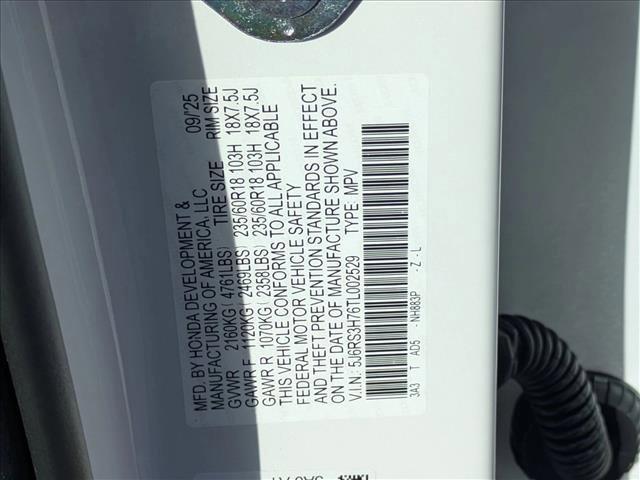 MFD. BY HONDA DEVELOPMENT & 09/'25
MANUFACTURING OF AMERICA, LLC
TIRE SIZE RIM SIZE
GVWR 2160KG ( 4761LBS)
GAWR F 1120KG ( 2469LBS) 235/60R18 103H 18X7.5J
GAWR R 1070KG ( 2358LBS) 235/60R18 103H 18X7.5J
THIS VEHICLE CONFORMS TO ALL APPLICABLE
FEDERAL MOTOR VEHICLE SAFETY
AND THEFT PREVENTION STANDARDS IN EFFECT
ON THE DATE OF MANUFACTURE SHOWN ABOVE.
V.I.N: 5J6RS3H76TL002529 TYPE: MPV
3A3 T AD5 - NH883P - Z - L